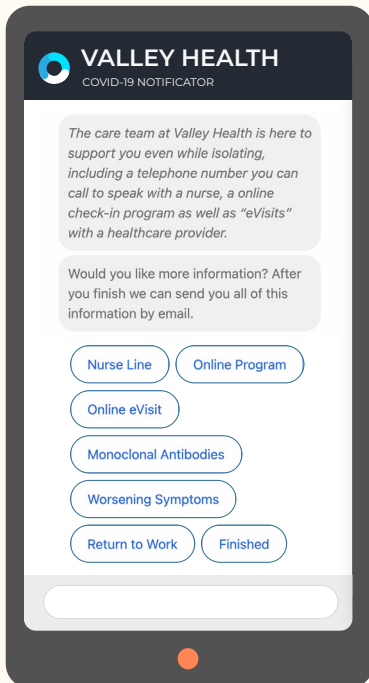 VALLEY HEALTH
COVID-19 NOTIFICATOR
The care team at Valley Health is here to
support you even while isolating,
including a telephone number you can
call to speak with a nurse, a online
check-in program as well as “eVisits”
with a healthcare provider.
Would you like more information? After
you finish we can send you all of this
information by email.
Nurse Line Online Program
Online eVisit
Monoclonal Antibodies
Worsening Symptoms
Return to Work Finished